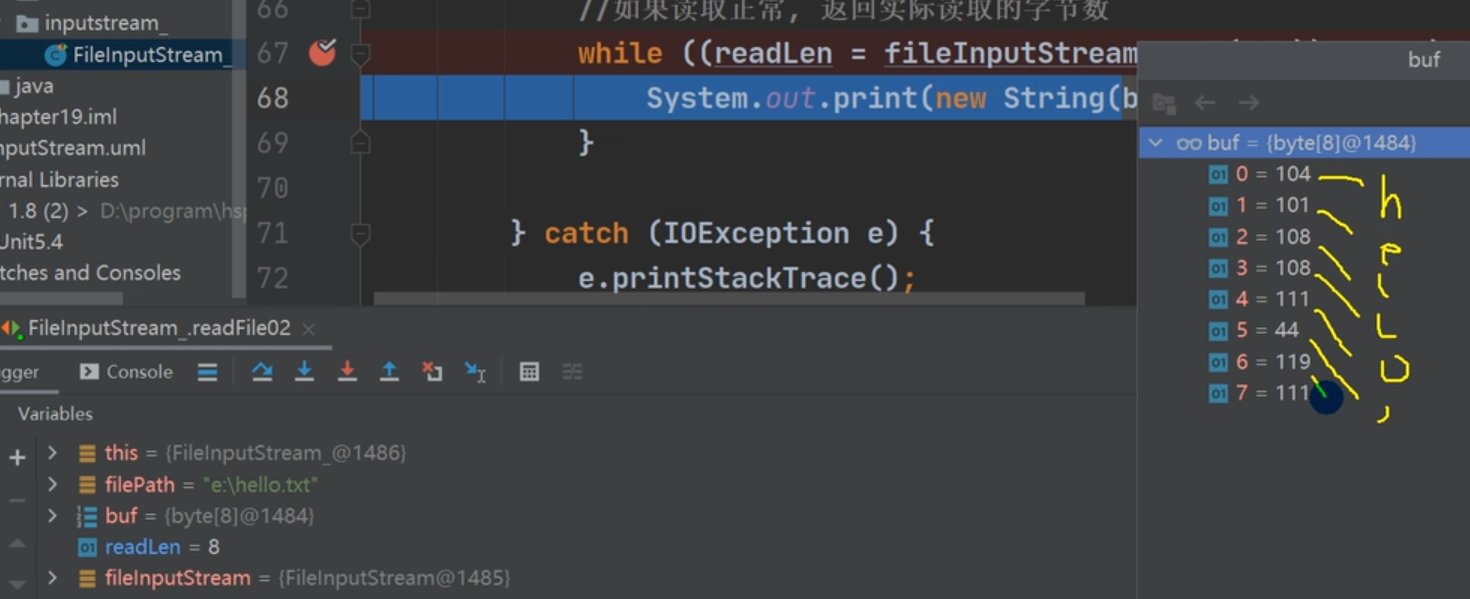 inputstream_
FileInputStream_
java
hapter19.iml
nputStream.uml
rnal Libraries
1.8 (2) > D:\program\hsp
Unit5.4
tches and Consoles
66 //如果读取正常, 返回实际读取的字节数
67 while ((readLen = fileInputStream
68 System.out.print(new String(b
69 }
70
71 } catch (IOException e) {
72 e.printStackTrace();
buf
buf = {byte[8]@1484}
0 = 104 h
1 = 101
2 = 108 e
3 = 108 l
4 = 111
5 = 44 L
6 = 119 O
7 = 111 ,
FileInputStream_.readFile02
gger Console
Variables
this = {FileInputStream_@1486}
filePath = "e:\hello.txt"
buf = {byte[8]@1484}
readLen = 8
fileInputStream = {FileInputStream@1485}